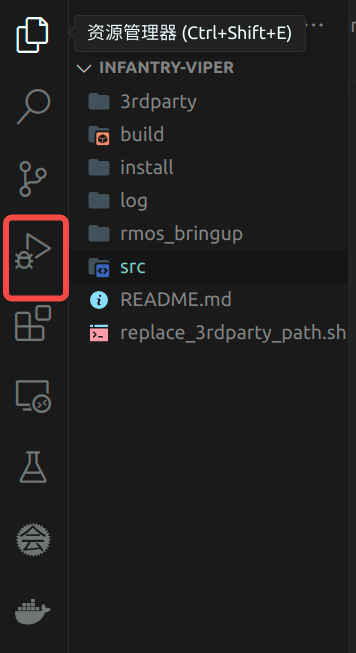 资源管理器 (Ctrl+Shift+E)
INFANTRY-VIPER
3rdparty
build
install
log
rmos_bringup
src
README.md
replace_3rdparty_path.sh